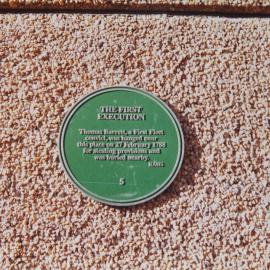 THE FIRST
EXECUTION
Thomas Barrett, a First Fleet
convict, was hanged near
this place on 27 February 1788
for stealing provisions and
was buried nearby.
RAHS
5